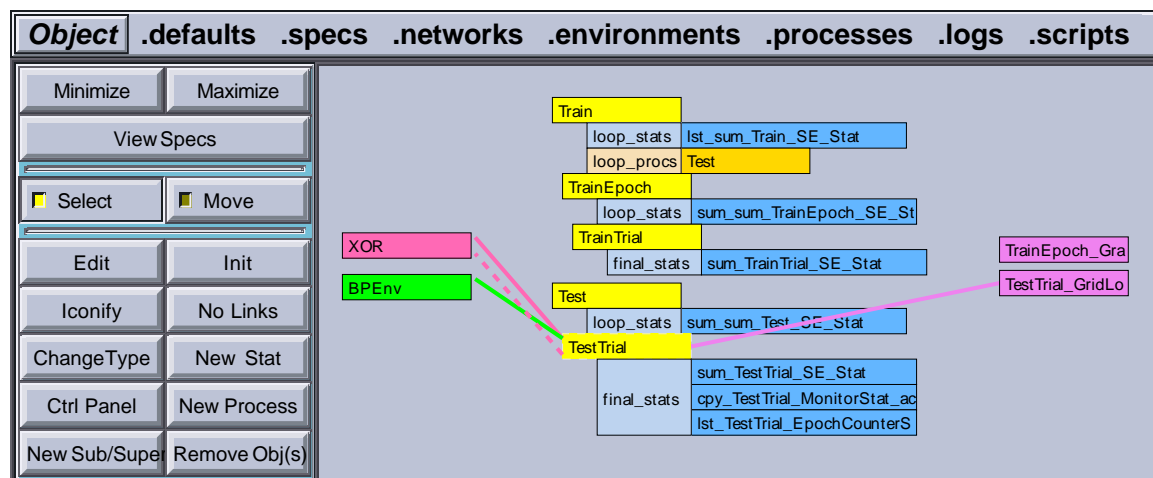 Object .defaults .specs .networks .environments .processes .logs .scripts
Minimize Maximize
View Specs
Select Move
Edit Init
Iconify No Links
ChangeType New Stat
Ctrl Panel New Process
New Sub/Super Remove Obj(s)
Train
loop_stats lst_sum_Train_SE_Stat
loop_procs Test
TrainEpoch
loop_stats sum_sum_TrainEpoch_SE_St
TrainTrial
final_stats sum_TrainTrial_SE_Stat
XOR
BPEnv
Test
loop_stats sum_sum_Test_SE_Stat
TestTrial
final_stats
sum_TestTrial_SE_Stat
cpy_TestTrial_MonitorStat_ac
lst_TestTrial_EpochCounterS
TrainEpoch_Gra
TestTrial_GridLo